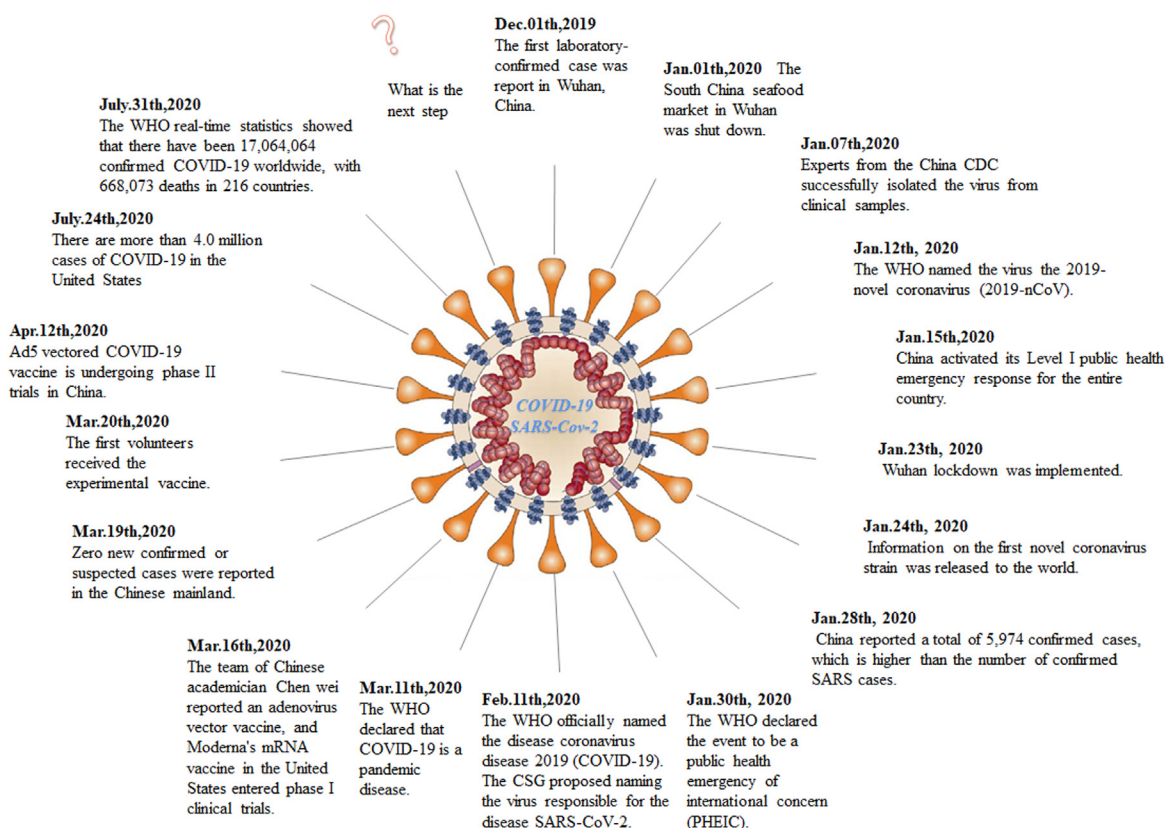 ?
What is the
next step
Dec.01th,2019
The first laboratory-
confirmed case was
report in Wuhan,
China.
Jan.01th,2020 The
South China seafood
market in Wuhan
was shut down.
Jan.07th,2020
Experts from the China CDC
successfully isolated the virus from
clinical samples.
Jan.12th, 2020
The WHO named the virus the 2019-
novel coronavirus (2019-nCoV).
Jan.15th,2020
China activated its Level I public health
emergency response for the entire
country.
Jan.23th, 2020
Wuhan lockdown was implemented.
Jan.24th, 2020
Information on the first novel coronavirus
strain was released to the world.
Jan.28th, 2020
China reported a total of 5,974 confirmed cases,
which is higher than the number of confirmed
SARS cases.
Jan.30th, 2020
The WHO declared
the event to be a
public health
emergency of
international concern
(PHEIC).
Feb.11th,2020
The WHO officially named
the disease coronavirus
disease 2019 (COVID-19).
The CSG proposed naming
the virus responsible for the
disease SARS-CoV-2.
Mar.11th,2020
The WHO
declared that
COVID-19 is a
pandemic
disease.
Mar.16th,2020
The team of Chinese
academician Chen wei
reported an adenovirus
vector vaccine, and
Moderna's mRNA
vaccine in the United
States entered phase I
clinical trials.
Mar.19th,2020
Zero new confirmed or
suspected cases were reported
in the Chinese mainland.
Mar.20th,2020
The first volunteers
received the
experimental vaccine.
Apr.12th,2020
Ad5 vectored COVID-19
vaccine is undergoing phase II
trials in China.
July.24th,2020
There are more than 4.0 million
cases of COVID-19 in the
United States
July.31th,2020
The WHO real-time statistics showed
that there have been 17,064,064
confirmed COVID-19 worldwide, with
668,073 deaths in 216 countries.
COVID-19
SARS-Cov-2